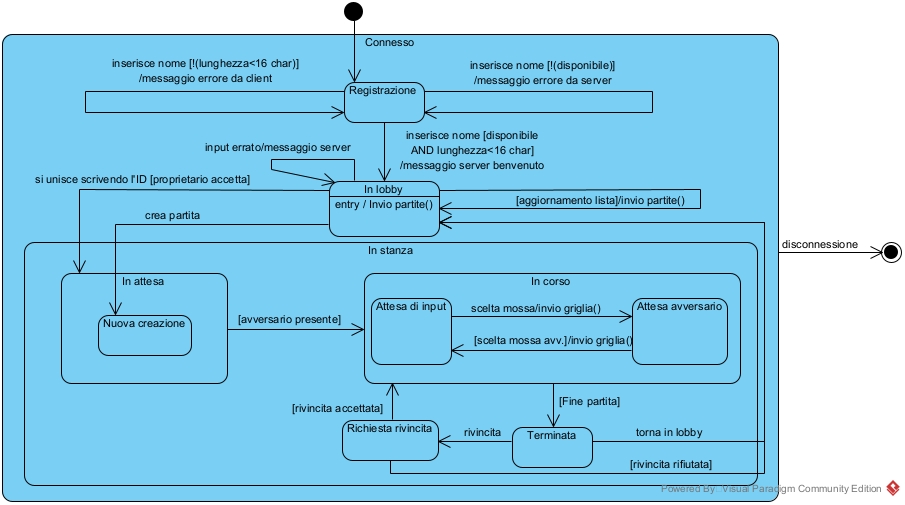 Connesso
inserisce nome [!(lunghezza<16 char)]
/messaggio errore da client
inserisce nome [!(disponibile)]
/messaggio errore da server
Registrazione
inserisce nome [disponibile
AND lunghezza<16 char]
/messaggio server benvenuto
input errato/messaggio server
si unisce scrivendo l'ID [proprietario accetta]
In lobby
entry / Invio partite()
[aggiornamento lista]/invio partite()
crea partita
disconnessione
In stanza
In attesa
Nuova creazione
[avversario presente]
In corso
Attesa di input
scelta mossa/invio griglia()
Attesa avversario
[scelta mossa avv.]/invio griglia()
[rivincita accettata]
[Fine partita]
Richiesta rivincita
rivincita
Terminata
torna in lobby
[rivincita rifiutata]
Powered By: Visual Paradigm Community Edition